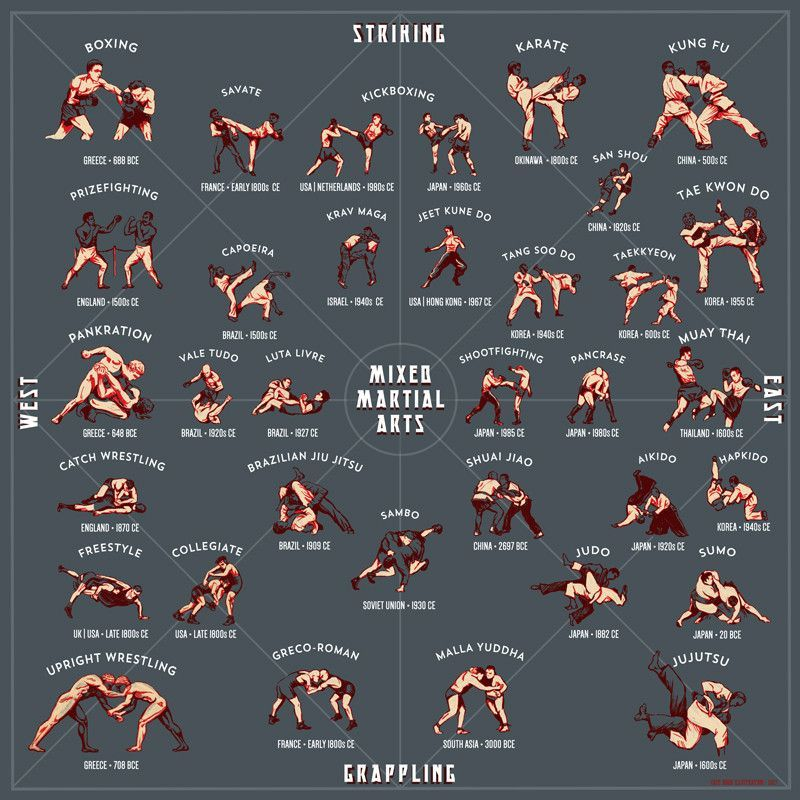 STRIKING
BOXING
GREECE • 688 BCE
SAVATE
FRANCE • EARLY 1800s CE
KICKBOXING
USA | NETHERLANDS • 1980s CE
JAPAN • 1960s CE
KARATE
OKINAWA • 1800s CE
KUNG FU
CHINA • 500s CE
SAN SHOU
CHINA • 1920s CE
PRIZEFIGHTING
ENGLAND • 1500s CE
CAPOEIRA
BRAZIL • 1500s CE
KRAV MAGA
ISRAEL • 1940s CE
JEET KUNE DO
USA | HONG KONG • 1967 CE
TANG SOO DO
KOREA • 1940s CE
TAEKKYEON
KOREA • 600s CE
TAE KWON DO
KOREA • 1955 CE
WEST
PANKRATION
GREECE • 648 BCE
VALE TUDO
BRAZIL • 1920s CE
LUTA LIVRE
BRAZIL • 1927 CE
MIXED
MARTIAL
ARTS
SHOOTFIGHTING
JAPAN • 1985 CE
PANCRASE
JAPAN • 1980s CE
MUAY THAI
THAILAND • 1600s CE
EAST
CATCH WRESTLING
ENGLAND • 1870 CE
BRAZILIAN JIU JITSU
BRAZIL • 1909 CE
SHUAI JIAO
CHINA • 2697 BCE
AIKIDO
JAPAN • 1920s CE
HAPKIDO
KOREA • 1940s CE
FREESTYLE
UK | USA • LATE 1800s CE
COLLEGIATE
USA • LATE 1800s CE
SAMBO
SOVIET UNION • 1930 CE
JUDO
JAPAN • 1882 CE
SUMO
JAPAN • 20 BCE
UPRIGHT WRESTLING
GREECE • 708 BCE
GRECO-ROMAN
FRANCE • EARLY 1800s CE
MALLA YUDDHA
SOUTH ASIA • 3000 BCE
JUJUTSU
JAPAN • 1600s CE
GRAPPLING